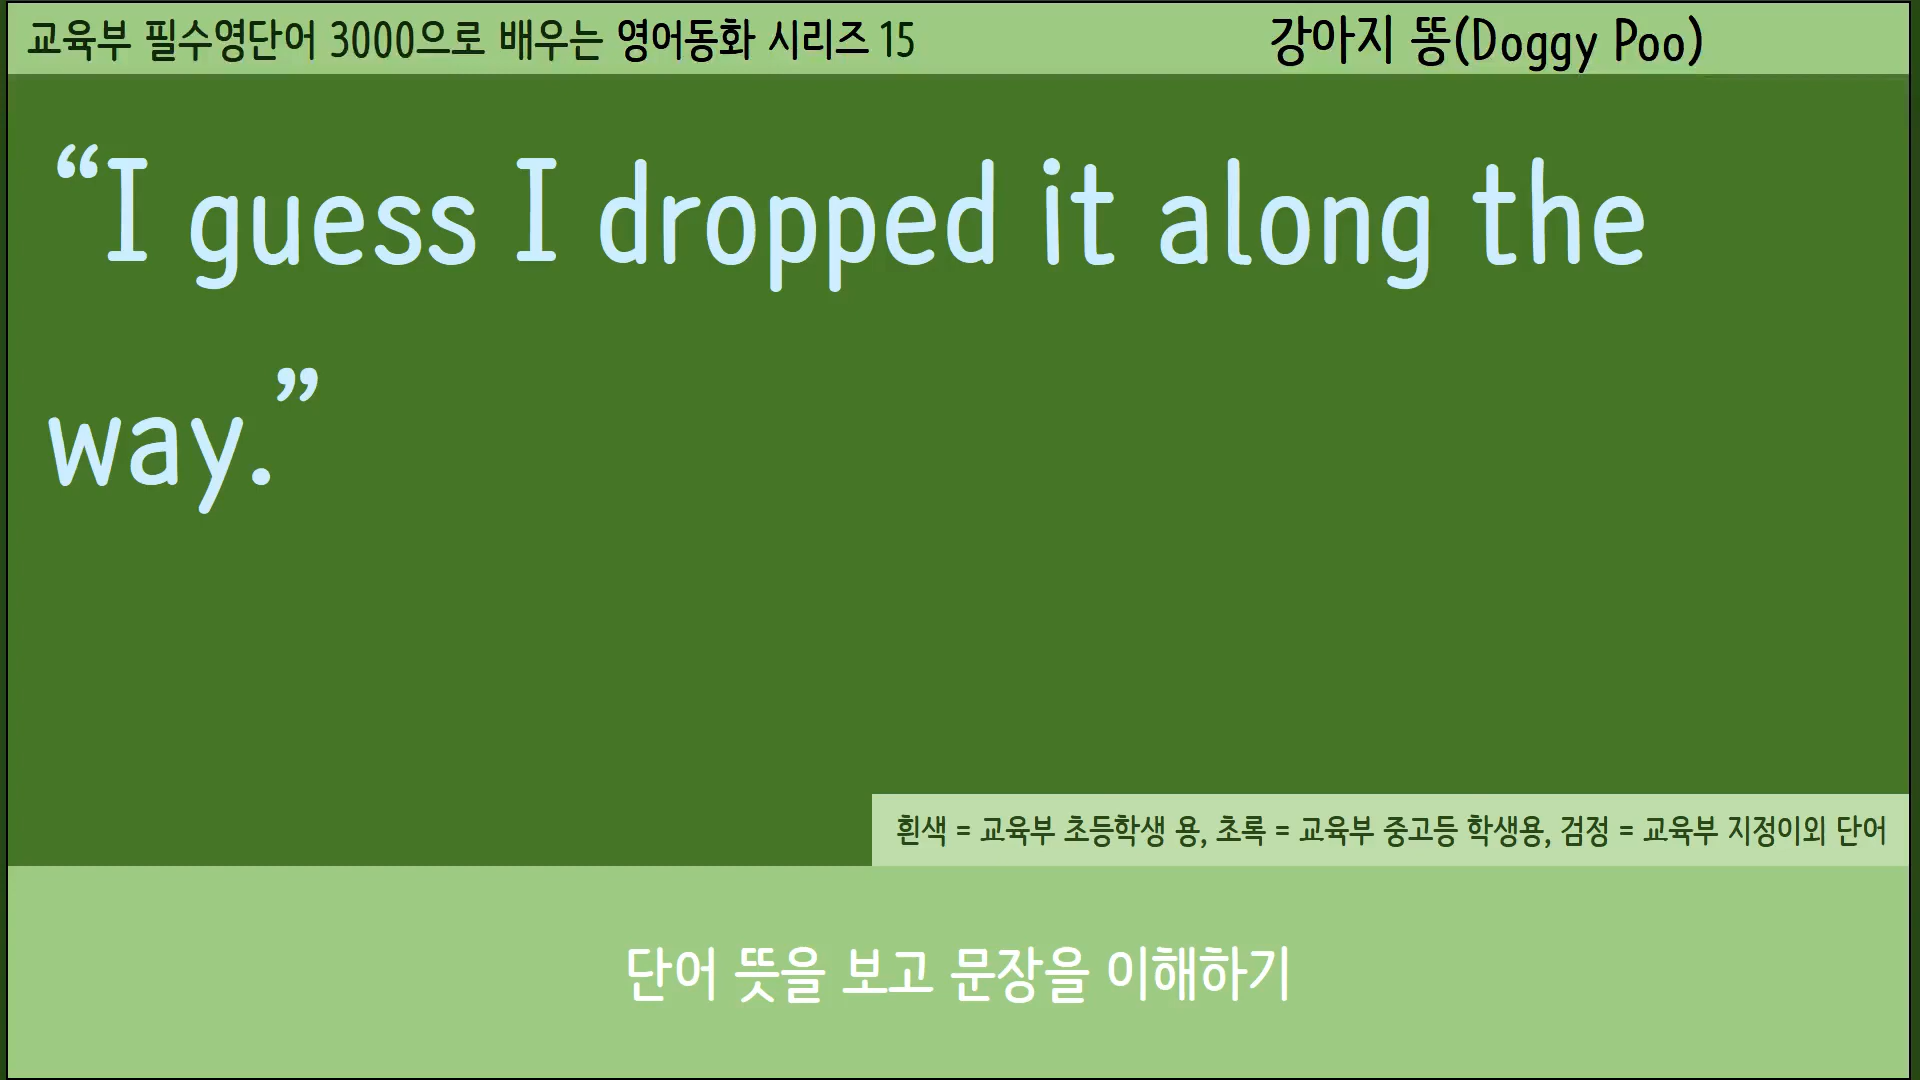 교육부 필수영단어 3000으로 배우는 영어동화 시리즈 15
강아지 똥(Doggy Poo)
“I guess I dropped it along the
way.”
흰색 = 교육부 초등학생 용, 초록 = 교육부 중고등 학생용, 검정 = 교육부 지정이외 단어
단어 뜻을 보고 문장을 이해하기